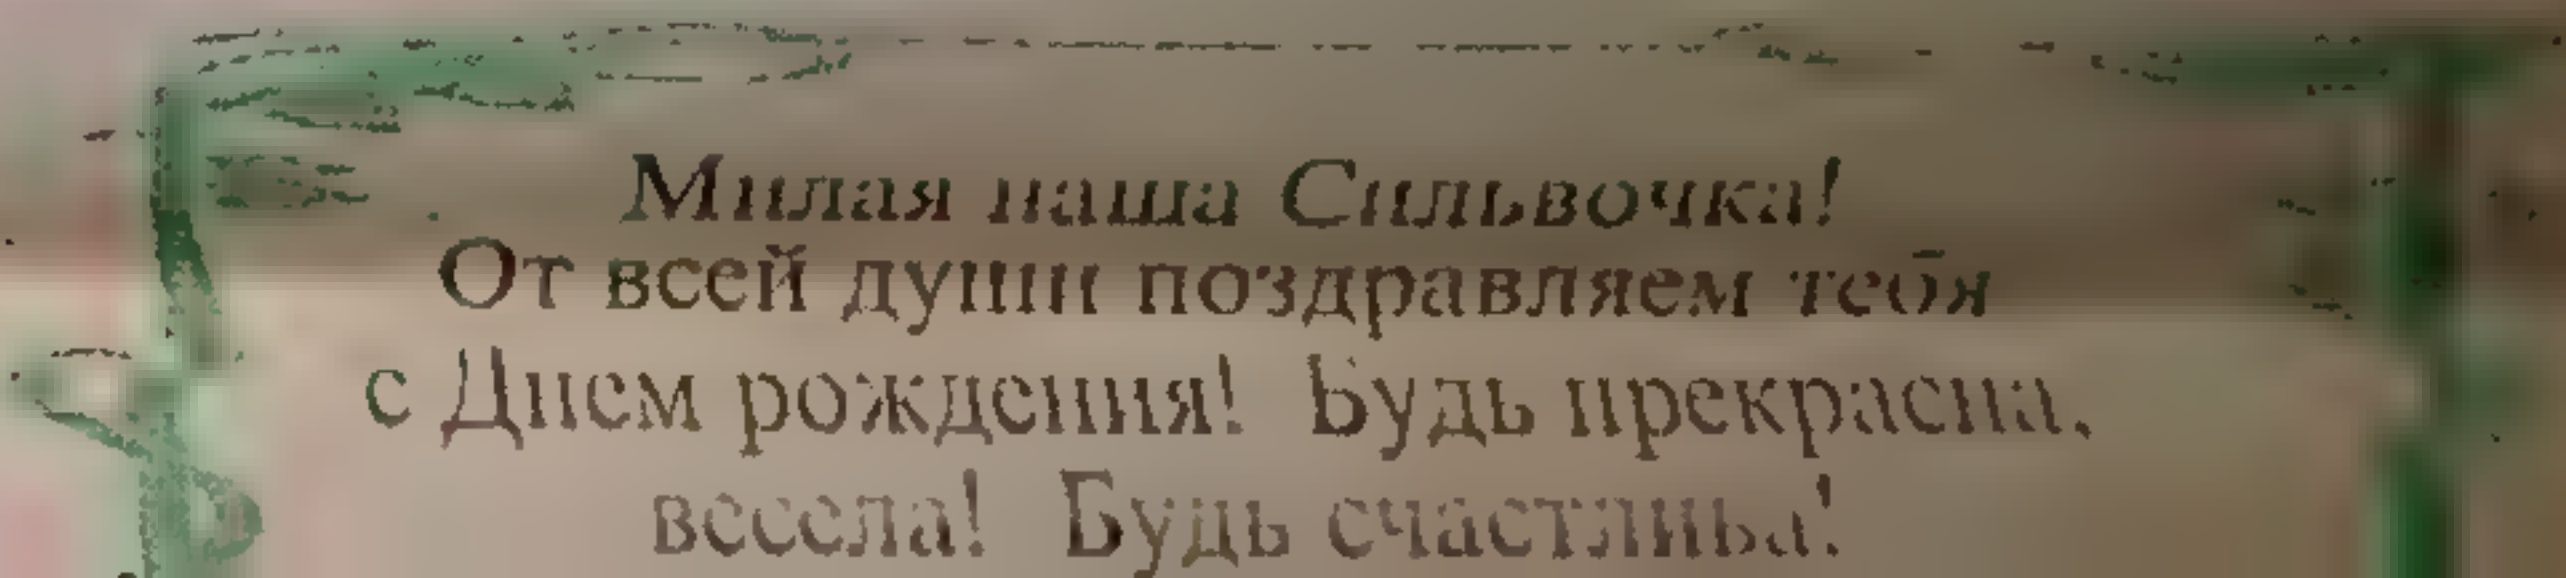 Милая наша Сильвочка!
От всей души поздравляем тебя
с Днем рождения! Будь прекрасна,
весела! Будь счастлива!